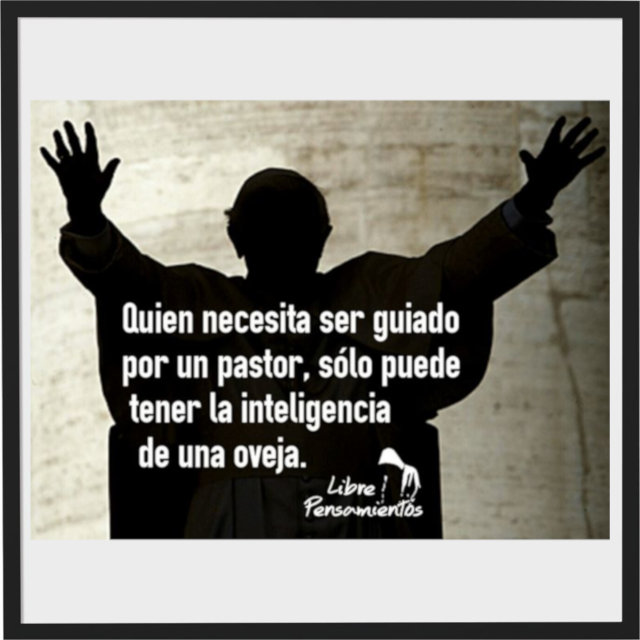 Quien necesita ser guiado
por un pastor, sólo puede
tener la inteligencia
de una oveja.
Libre
Pensamientos